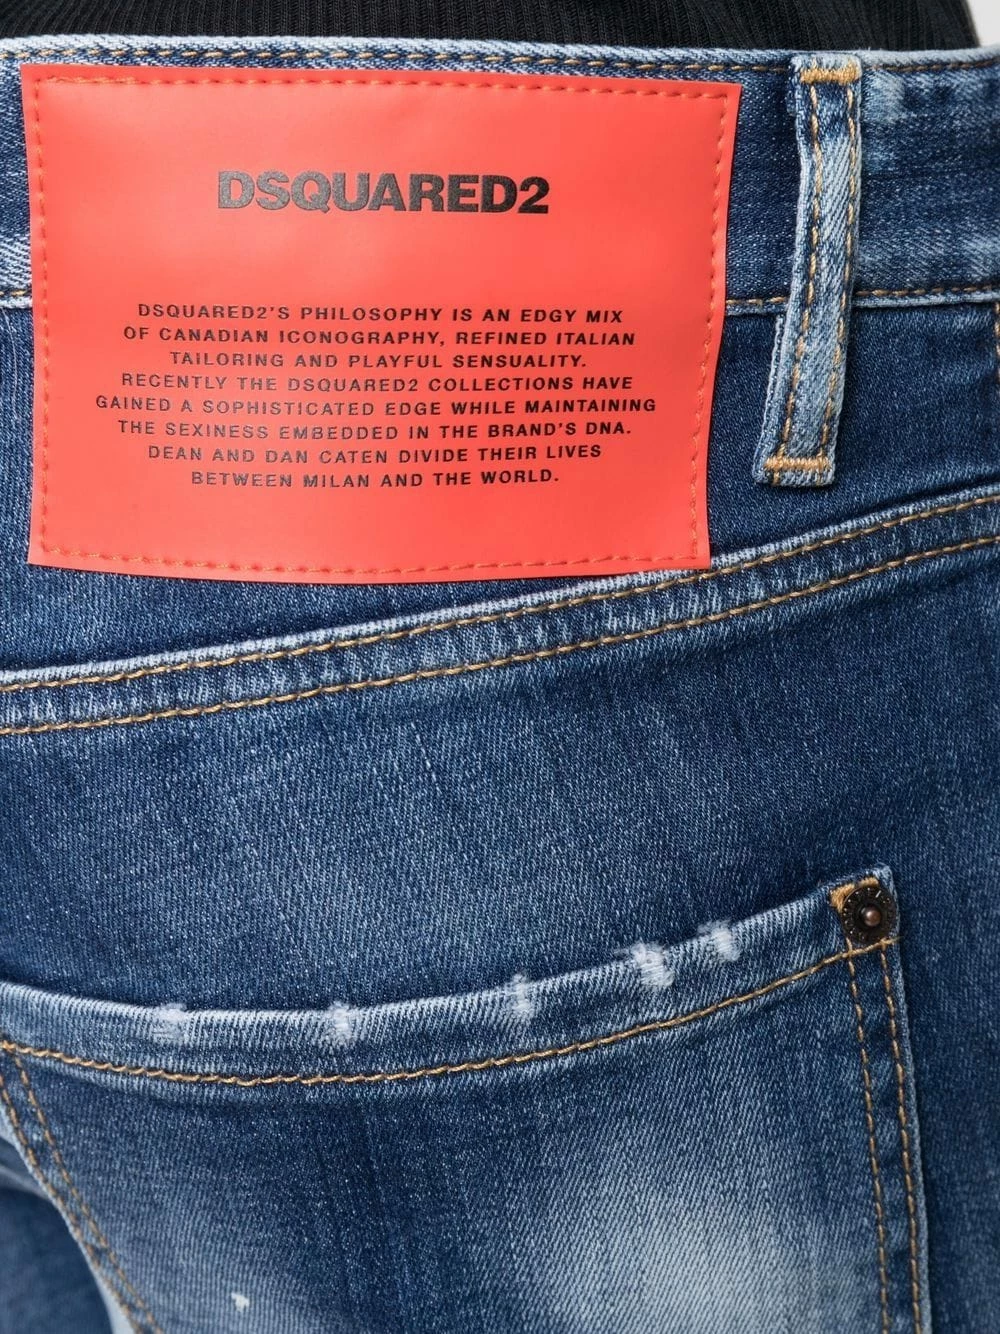 DSQUARED2
DSQUARED2'S PHILOSOPHY IS AN EDGY MIX
OF CANADIAN ICONOGRAPHY, REFINED ITALIAN
TAILORING AND PLAYFUL SENSUALITY.
RECENTLY THE DSQUARED2 COLLECTIONS HAVE
GAINED A SOPHISTICATED EDGE WHILE MAINTAINING
THE SEXINESS EMBEDDED IN THE BRAND'S DNA.
DEAN AND DAN CATEN DIVIDE THEIR LIVES
BETWEEN MILAN AND THE WORLD.